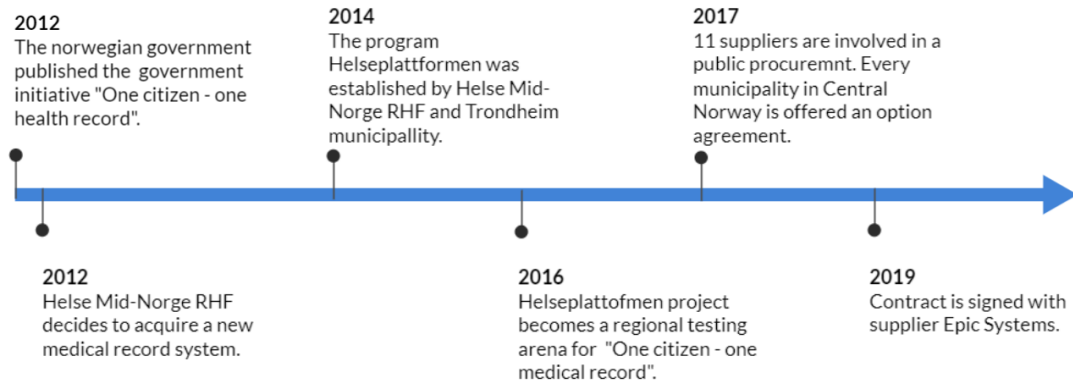 2012
The norwegian government
published the government
initiative "One citizen - one
health record".
2014
The program
Helseplattformen was
established by Helse Mid-
Norge RHF and Trondheim
municipallity.
2017
11 suppliers are involved in a
public procuremnt. Every
municipality in Central
Norway is offered an option
agreement.
2012
Helse Mid-Norge RHF
decides to acquire a new
medical record system.
2016
Helseplattofmen project
becomes a regional testing
arena for "One citizen - one
medical record".
2019
Contract is signed with
supplier Epic Systems.